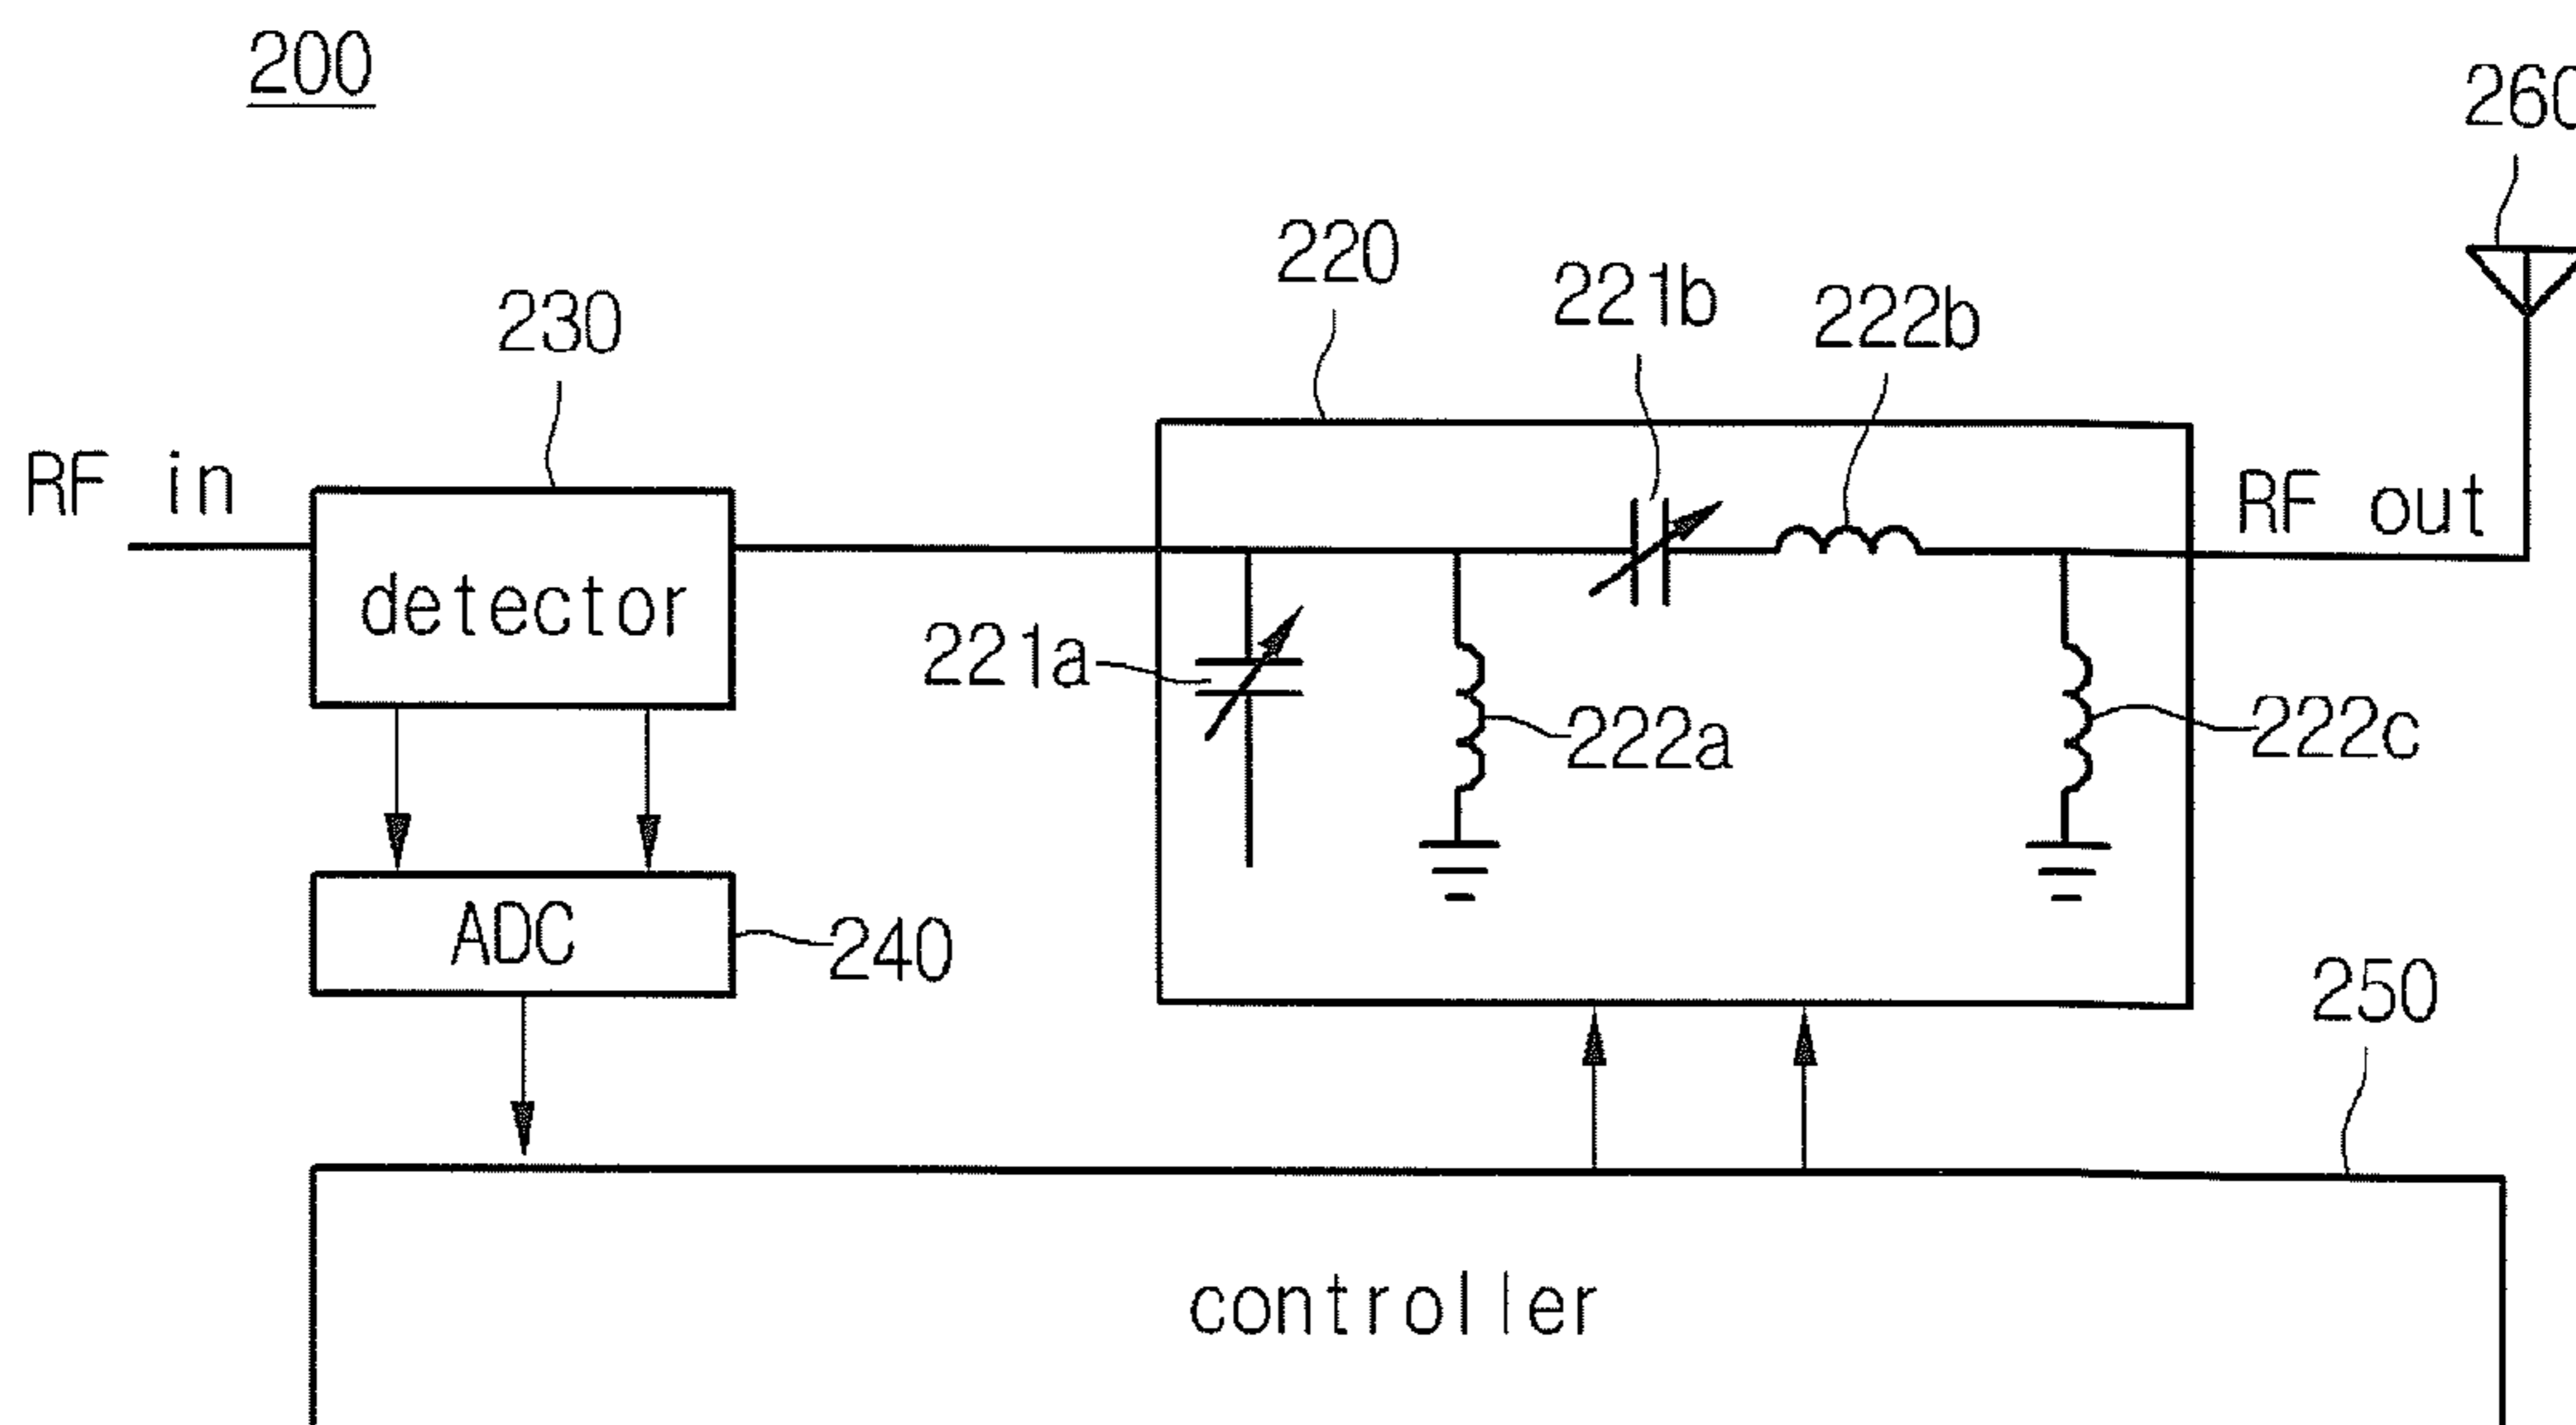 200
260
220
221b
222b
230
RF in
RF out
detector
221a
222a
222c
ADC
240
250
controller